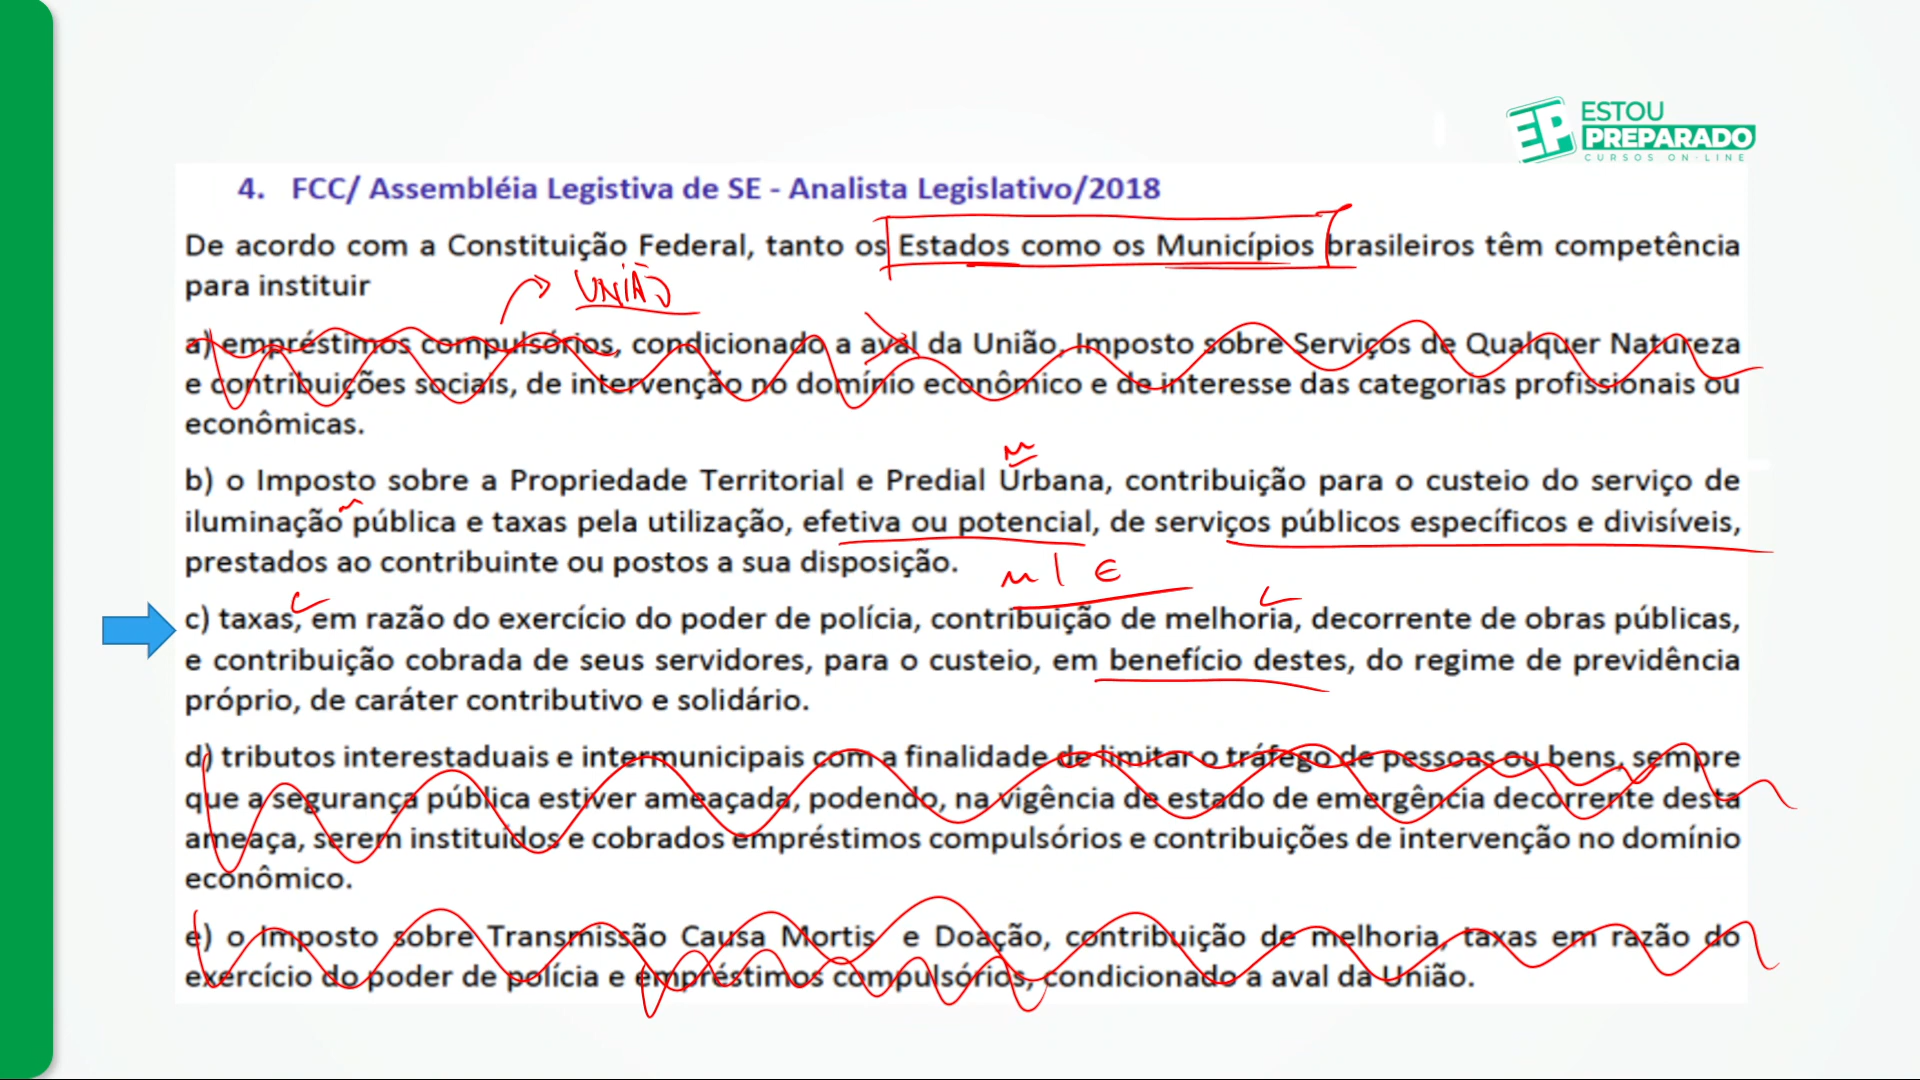 ESTOU
EP PREPARADO
CURSOS ON-LINE
4. FCC/ Assembléia Legistiva de SE - Analista Legislativo/2018
De acordo com a Constituição Federal, tanto os Estados como os Municípios brasileiros têm competência
para instituir
UNIÃO
a) empréstimos compulsórios, condicionado a aval da União, Imposto sobre Serviços de Qualquer Natureza
e contribuições sociais, de intervenção no domínio econômico e de interesse das categorias profissionais ou
econômicas.
M
b) o Imposto sobre a Propriedade Territorial e Predial Urbana, contribuição para o custeio do serviço de
iluminação pública e taxas pela utilização, efetiva ou potencial, de serviços públicos específicos e divisíveis,
prestados ao contribuinte ou postos a sua disposição.
M | E
c) taxas, em razão do exercício do poder de polícia, contribuição de melhoria, decorrente de obras públicas,
e contribuição cobrada de seus servidores, para o custeio, em benefício destes, do regime de previdência
próprio, de caráter contributivo e solidário.
d) tributos interestaduais e intermunicipais com a finalidade de limitar o tráfego de pessoas ou bens, sempre
que a segurança pública estiver ameaçada, podendo, na vigência de estado de emergência decorrente desta
ameaça, serem instituídos e cobrados empréstimos compulsórios e contribuições de intervenção no domínio
econômico.
e) o Imposto sobre Transmissão Causa Mortis e Doação, contribuição de melhoria, taxas em razão do
exercício do poder de polícia e empréstimos compulsórios, condicionado a aval da União.